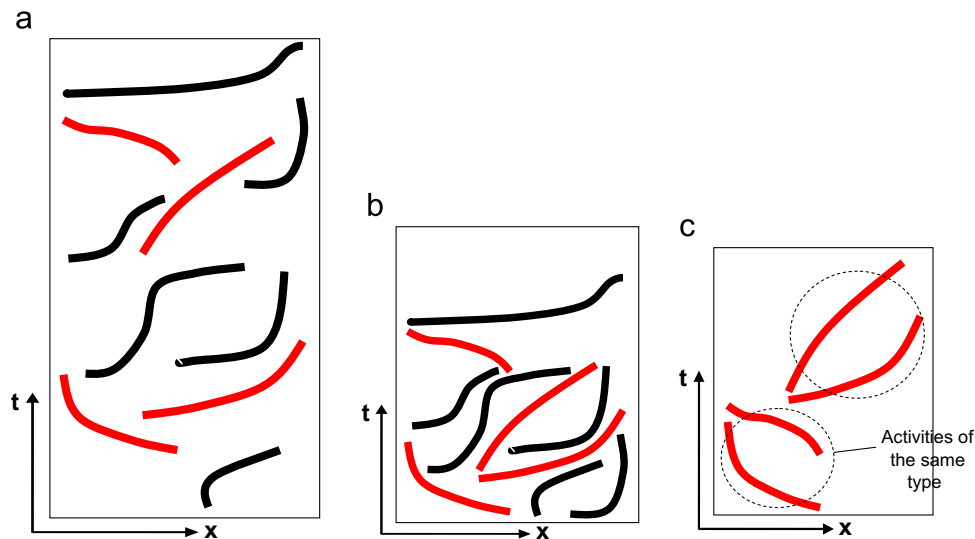 a
b
c
t
x
t
x
t
x
Activities of
the same
type